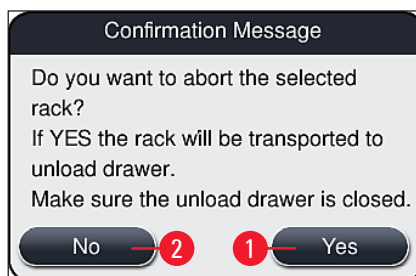 Confirmation Message
Do you want to abort the selected
rack?
If YES the rack will be transported to
unload drawer.
Make sure the unload drawer is closed.
No 2 1 Yes